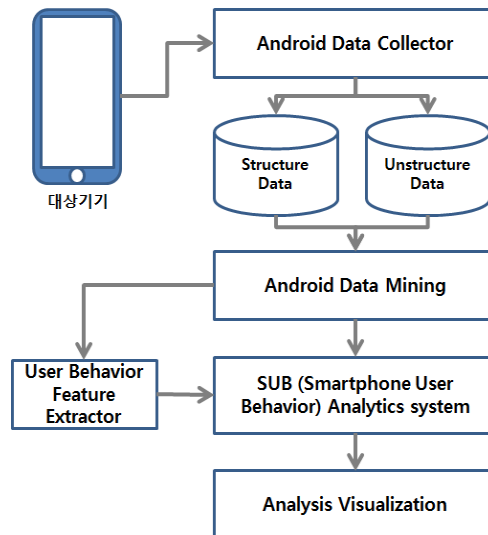 Android Data Collector
대상기기
Structure
Data
Unstructure
Data
Android Data Mining
User Behavior
Feature
Extractor
SUB (Smartphone User
Behavior) Analytics system
Analysis Visualization